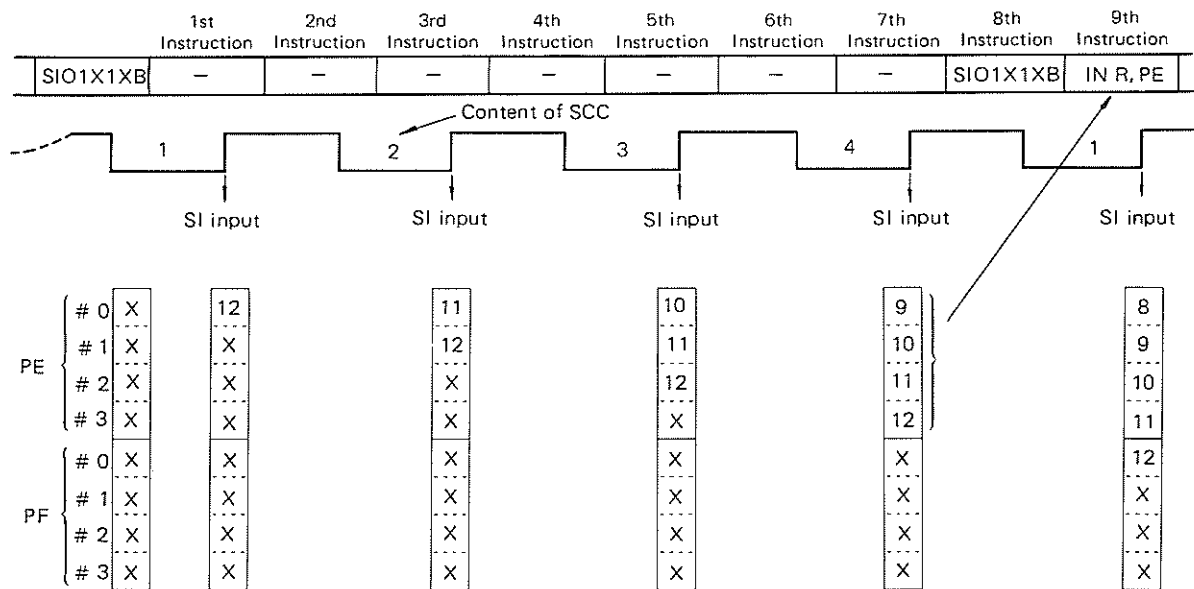 1st Instruction 2nd Instruction 3rd Instruction 4th Instruction 5th Instruction 6th Instruction 7th Instruction 8th Instruction 9th Instruction
SIO1X1XB – – – – – – – SIO1X1XB IN R, PE
Content of SCC
1 2 3 4 1
SI input SI input SI input SI input SI input
PE
# 0 X 12 11 10 9 8
# 1 X X 12 11 10 9
# 2 X X X 12 11 10
# 3 X X X X 12 11
PF
# 0 X X X X X 12
# 1 X X X X X X
# 2 X X X X X X
# 3 X X X X X X